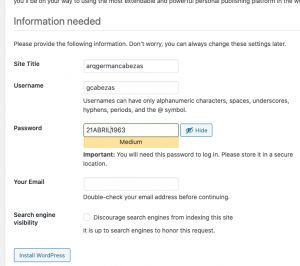 you'll be on your way to using the most extendable and powerful personal publishing platform in the
Information needed
Please provide the following information. Don't worry, you can always change these settings later.
Site Title
arqgermancabezas
Username
gcabezas
Usernames can have only alphanumeric characters, spaces, underscores,
hyphens, periods, and the @ symbol.
Password
21ABRIL1963
Hide
Medium
Important: You will need this password to log in. Please store it in a secure
location.
Your Email
Double-check your email address before continuing.
Search engine
visibility
Discourage search engines from indexing this site
It is up to search engines to honor this request.
Install WordPress